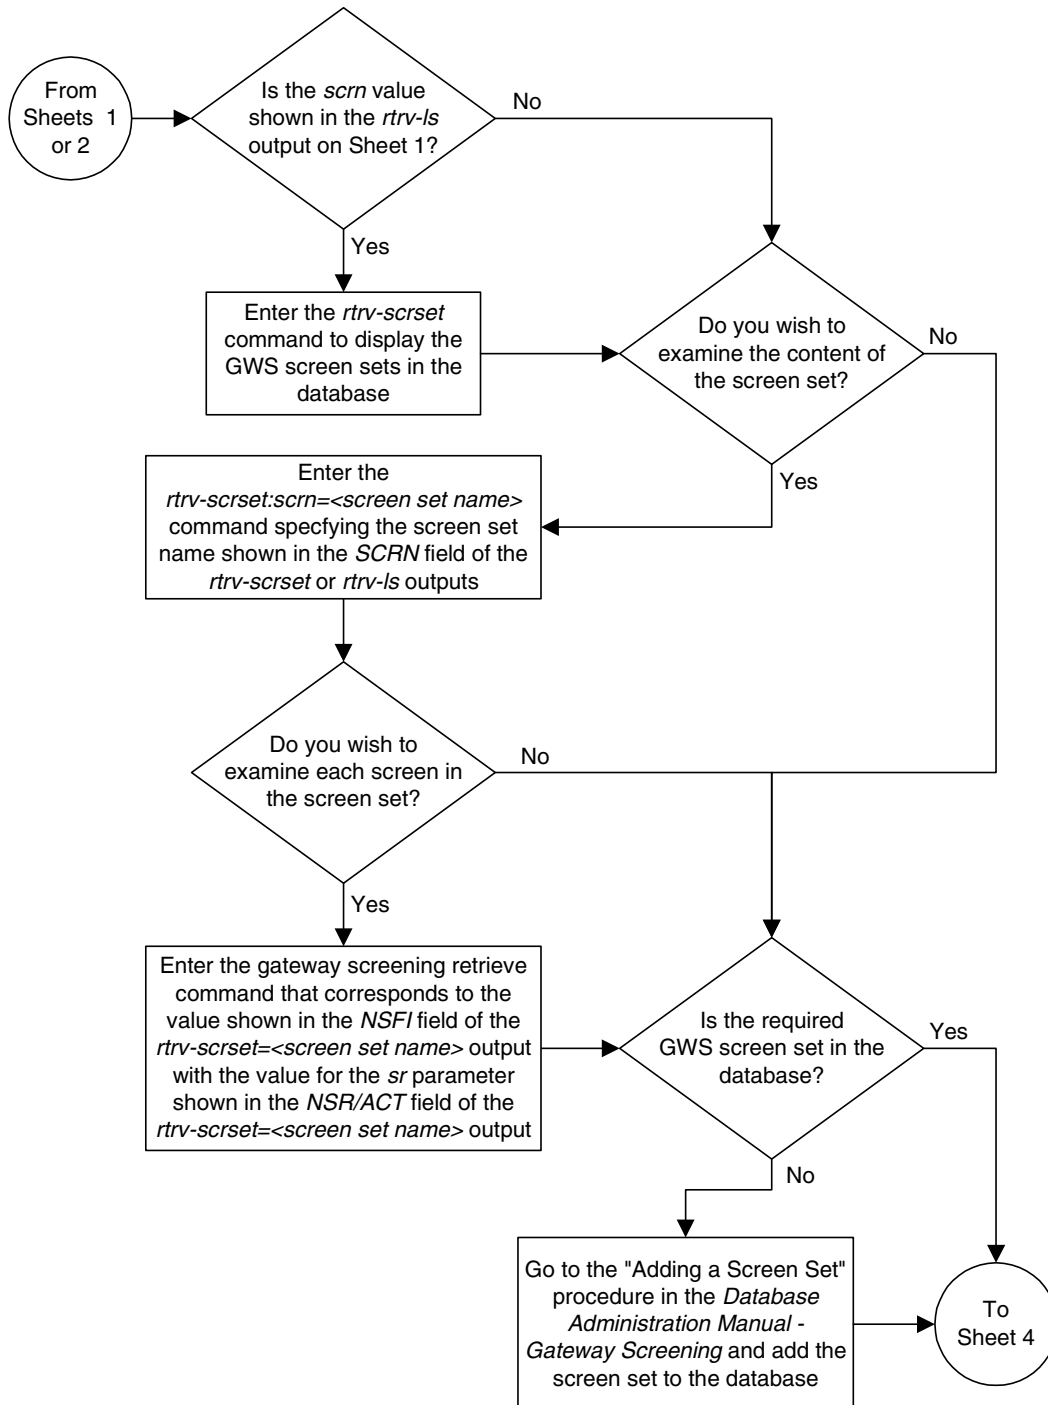 From
Sheets 1
or 2
Is the scrn value
shown in the rtrv-ls
output on Sheet 1?
No
Yes
Enter the rtrv-scrset
command to display the
GWS screen sets in the
database
Do you wish to
examine the content of
the screen set?
No
Yes
Enter the
rtrv-scrset:scrn=<screen set name>
command specfying the screen set
name shown in the SCRN field of the
rtrv-scrset or rtrv-ls outputs
Do you wish to
examine each screen in
the screen set?
No
Yes
Enter the gateway screening retrieve
command that corresponds to the
value shown in the NSFI field of the
rtrv-scrset=<screen set name> output
with the value for the sr parameter
shown in the NSR/ACT field of the
rtrv-scrset=<screen set name> output
Is the required
GWS screen set in the
database?
Yes
No
Go to the "Adding a Screen Set"
procedure in the Database
Administration Manual -
Gateway Screening and add the
screen set to the database
To
Sheet 4